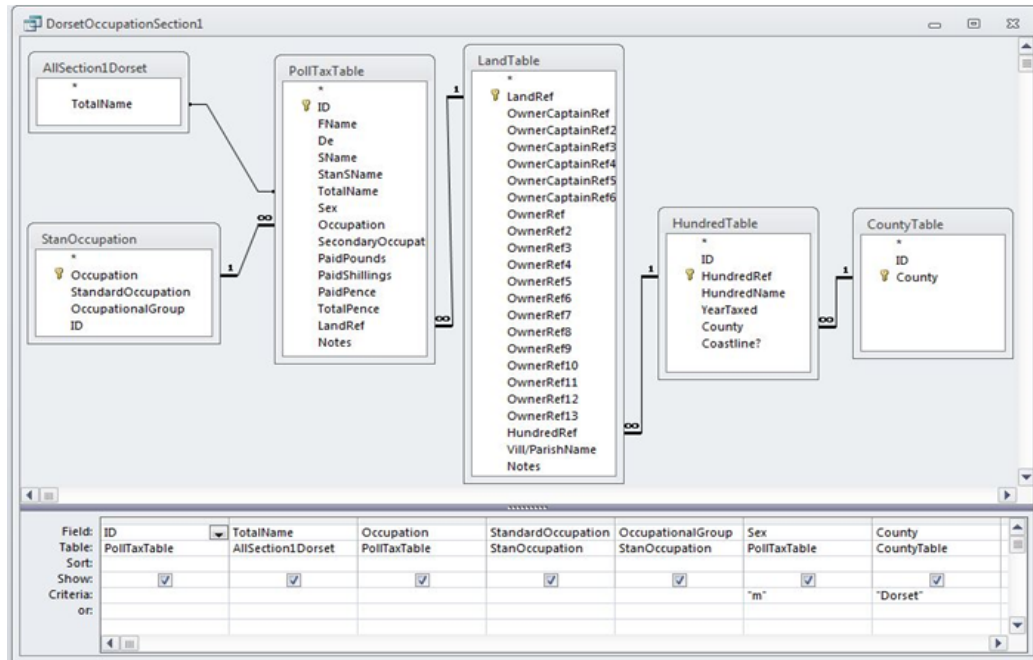 DorsetOccupationSection1
AllSection1Dorset
*
TotalName
StanOccupation
*
Occupation
StandardOccupation
OccupationalGroup
ID
PollTaxTable
*
ID
FName
De
SName
StanSName
TotalName
Sex
Occupation
SecondaryOccupat
PaidPounds
PaidShillings
PaidPence
TotalPence
LandRef
Notes
LandTable
*
LandRef
OwnerCaptainRef
OwnerCaptainRef2
OwnerCaptainRef3
OwnerCaptainRef4
OwnerCaptainRef5
OwnerCaptainRef6
OwnerRef
OwnerRef2
OwnerRef3
OwnerRef4
OwnerRef5
OwnerRef6
OwnerRef7
OwnerRef8
OwnerRef9
OwnerRef10
OwnerRef11
OwnerRef12
OwnerRef13
HundredRef
Vill/ParishName
Notes
HundredTable
*
ID
HundredRef
HundredName
YearTaxed
County
Coastline?
CountyTable
*
ID
County
1 ∞
1 ∞
1 ∞
1 ∞
Field: ID TotalName Occupation StandardOccupation OccupationalGroup Sex County
Table: PollTaxTable AllSection1Dorset PollTaxTable StanOccupation StanOccupation PollTaxTable CountyTable
Sort:
Show:
Criteria: "m" "Dorset"
or: